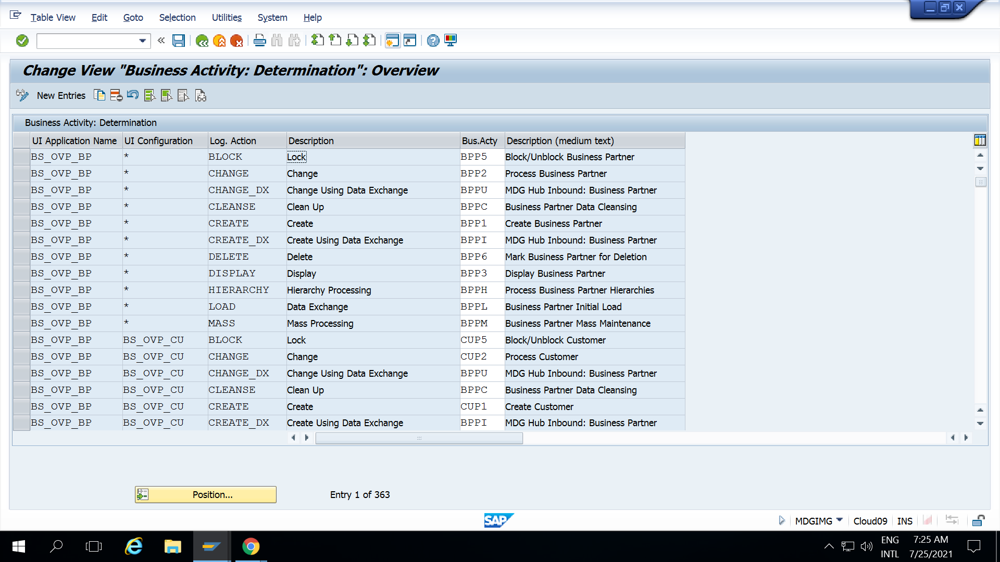 Table View Edit Goto Selection Utilities System Help
Change View "Business Activity: Determination": Overview
New Entries
Business Activity: Determination
UI Application Name UI Configuration Log. Action Description Bus.Acty Description (medium text)
BS_OVP_BP * BLOCK Lock BPP5 Block/Unblock Business Partner
BS_OVP_BP * CHANGE Change BPP2 Process Business Partner
BS_OVP_BP * CHANGE_DX Change Using Data Exchange BPPU MDG Hub Inbound: Business Partner
BS_OVP_BP * CLEANSE Clean Up BPPC Business Partner Data Cleansing
BS_OVP_BP * CREATE Create BPP1 Create Business Partner
BS_OVP_BP * CREATE_DX Create Using Data Exchange BPPI MDG Hub Inbound: Business Partner
BS_OVP_BP * DELETE Delete BPP6 Mark Business Partner for Deletion
BS_OVP_BP * DISPLAY Display BPP3 Display Business Partner
BS_OVP_BP * HIERARCHY Hierarchy Processing BPPH Process Business Partner Hierarchies
BS_OVP_BP * LOAD Data Exchange BPPL Business Partner Initial Load
BS_OVP_BP * MASS Mass Processing BPPM Business Partner Mass Maintenance
BS_OVP_BP BS_OVP_CU BLOCK Lock CUP5 Block/Unblock Customer
BS_OVP_BP BS_OVP_CU CHANGE Change CUP2 Process Customer
BS_OVP_BP BS_OVP_CU CHANGE_DX Change Using Data Exchange BPPU MDG Hub Inbound: Business Partner
BS_OVP_BP BS_OVP_CU CLEANSE Clean Up BPPC Business Partner Data Cleansing
BS_OVP_BP BS_OVP_CU CREATE Create CUP1 Create Customer
BS_OVP_BP BS_OVP_CU CREATE_DX Create Using Data Exchange BPPI MDG Hub Inbound: Business Partner
Position... Entry 1 of 363
SAP MDGIMG Cloud09 INS
ENG 7:25 AM
INTL 7/25/2021